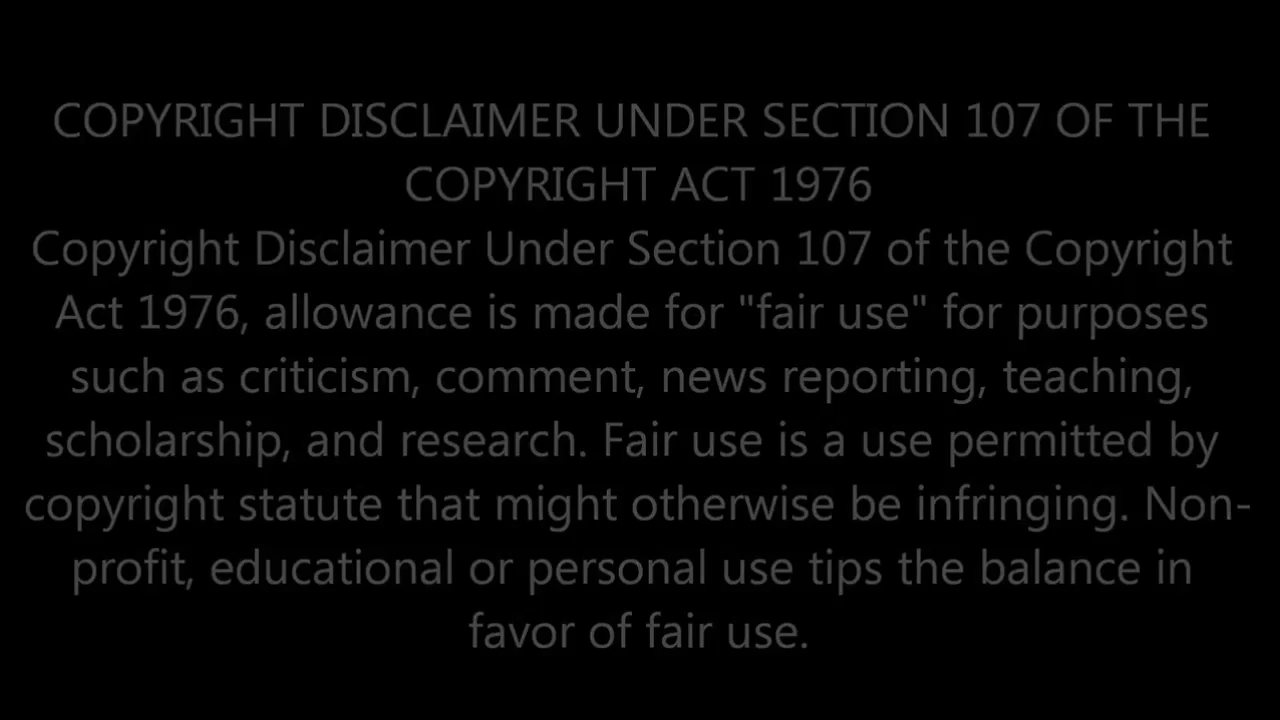 COPYRIGHT DISCLAIMER UNDER SECTION 107 OF THE
COPYRIGHT ACT 1976
Copyright Disclaimer Under Section 107 of the Copyright
Act 1976, allowance is made for "fair use" for purposes
such as criticism, comment, news reporting, teaching,
scholarship, and research. Fair use is a use permitted by
copyright statute that might otherwise be infringing. Non-
profit, educational or personal use tips the balance in
favor of fair use.